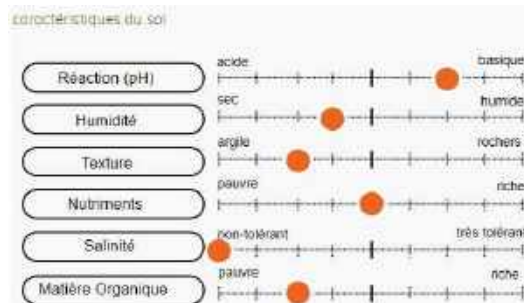 caractéristiques du sol
acide basique
Réaction (pH)
sec humide
Humidité
argile rochers
Texture
pauvre riche
Nutriments
non-tolérant très tolérant
Salinité
pauvre riche
Matière Organique